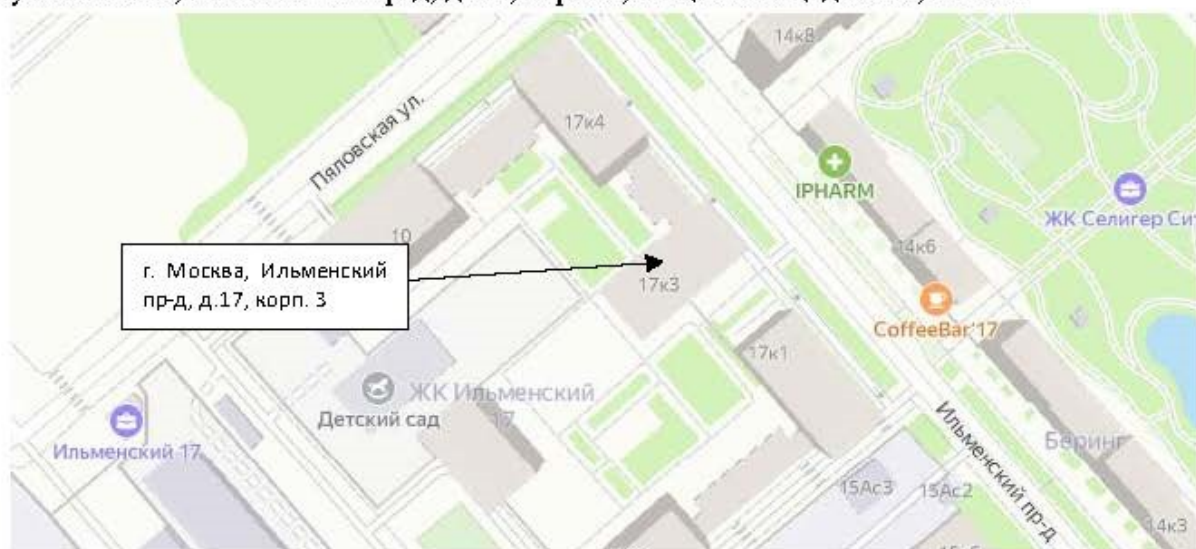 14к8
17к4
Пяловская ул.
IPHARM
ЖК Селигер Си
10
14к6
г. Москва, Ильменский
пр-д, д.17, корп. 3
17к3
CoffeeBar'17
17к1
ЖК Ильменский
17
Детский сад
Ильменский 17
Ильменский пр-д
Беринг
15Ас3
15Ас2
14к3